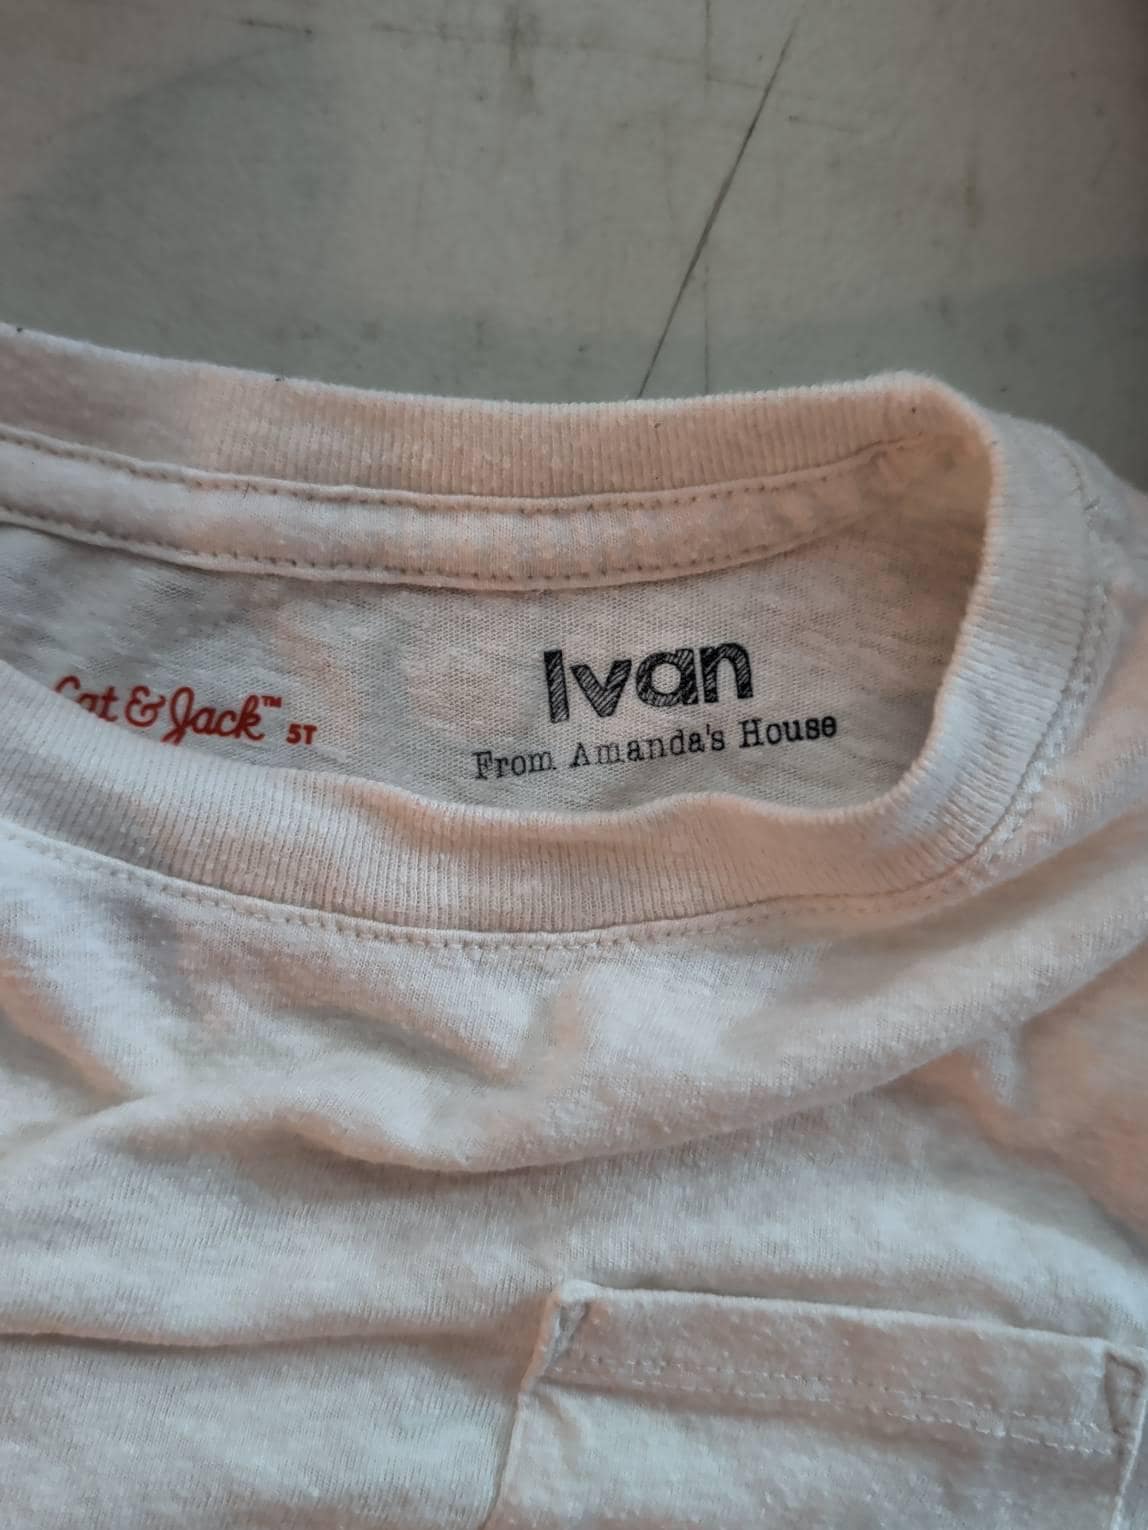 Cat & Jack™ 5T
Ivan
From Amanda's House